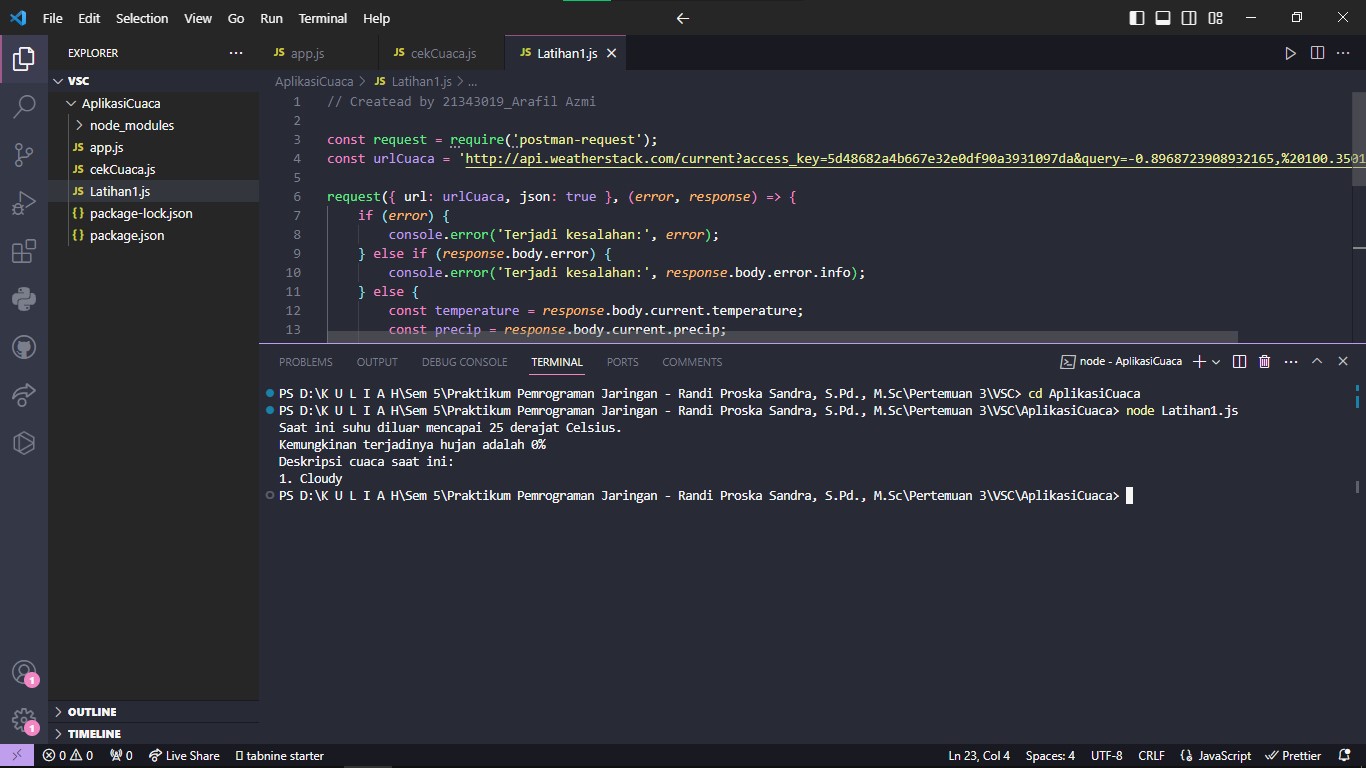 File Edit Selection View Go Run Terminal Help
EXPLORER
VSC
AplikasiCuaca
node_modules
JS app.js
JS cekCuaca.js
JS Latihan1.js
{} package-lock.json
{} package.json
OUTLINE
TIMELINE
JS app.js JS cekCuaca.js JS Latihan1.js
AplikasiCuaca > JS Latihan1.js > ...
1 // Createad by 21343019_Arafil Azmi
2
3 const request = require('postman-request');
4 const urlCuaca = 'http://api.weatherstack.com/current?access_key=5d48682a4b667e32e0df90a3931097da&query=-0.8968723908932165,%20100.3501
5
6 request({ url: urlCuaca, json: true }, (error, response) => {
7 if (error) {
8 console.error('Terjadi kesalahan:', error);
9 } else if (response.body.error) {
10 console.error('Terjadi kesalahan:', response.body.error.info);
11 } else {
12 const temperature = response.body.current.temperature;
13 const precip = response.body.current.precip;
PROBLEMS OUTPUT DEBUG CONSOLE TERMINAL PORTS COMMENTS
node - AplikasiCuaca
PS D:\K U L I A H\Sem 5\Praktikum Pemrograman Jaringan - Randi Proska Sandra, S.Pd., M.Sc\Pertemuan 3\VSC> cd AplikasiCuaca
PS D:\K U L I A H\Sem 5\Praktikum Pemrograman Jaringan - Randi Proska Sandra, S.Pd., M.Sc\Pertemuan 3\VSC\AplikasiCuaca> node Latihan1.js
Saat ini suhu diluar mencapai 25 derajat Celsius.
Kemungkinan terjadinya hujan adalah 0%
Deskripsi cuaca saat ini:
1. Cloudy
PS D:\K U L I A H\Sem 5\Praktikum Pemrograman Jaringan - Randi Proska Sandra, S.Pd., M.Sc\Pertemuan 3\VSC\AplikasiCuaca>
1
1
0 0 0 Live Share tabnine starter
Ln 23, Col 4 Spaces: 4 UTF-8 CRLF {} JavaScript Prettier